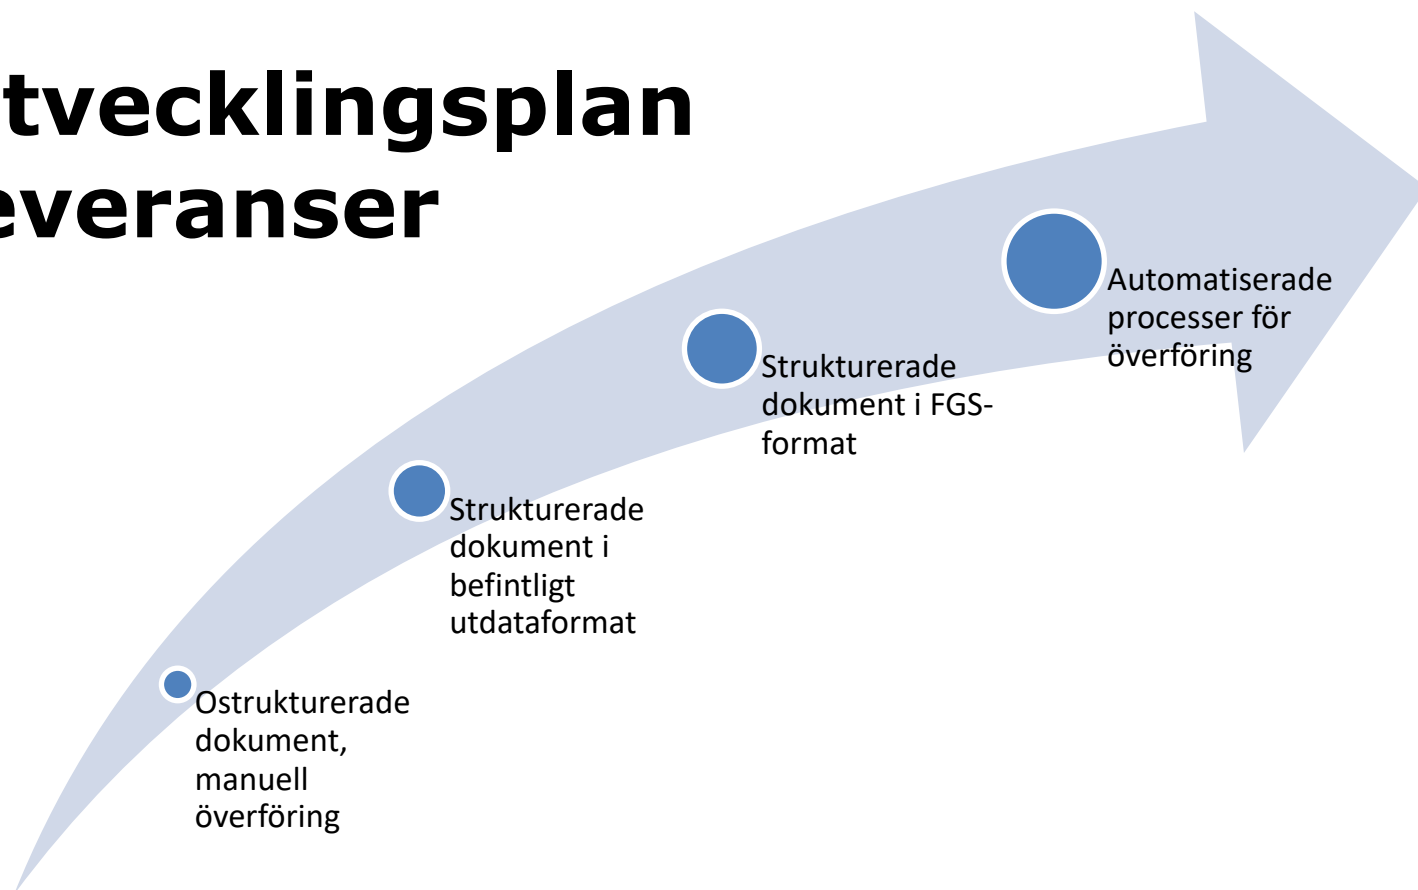 tvecklingsplan
everanser
Automatiserade
processer för
överföring
Strukturerade
dokument i FGS-
format
Strukturerade
dokument i
befintligt
utdataformat
Ostrukturerade
dokument,
manuell
överföring